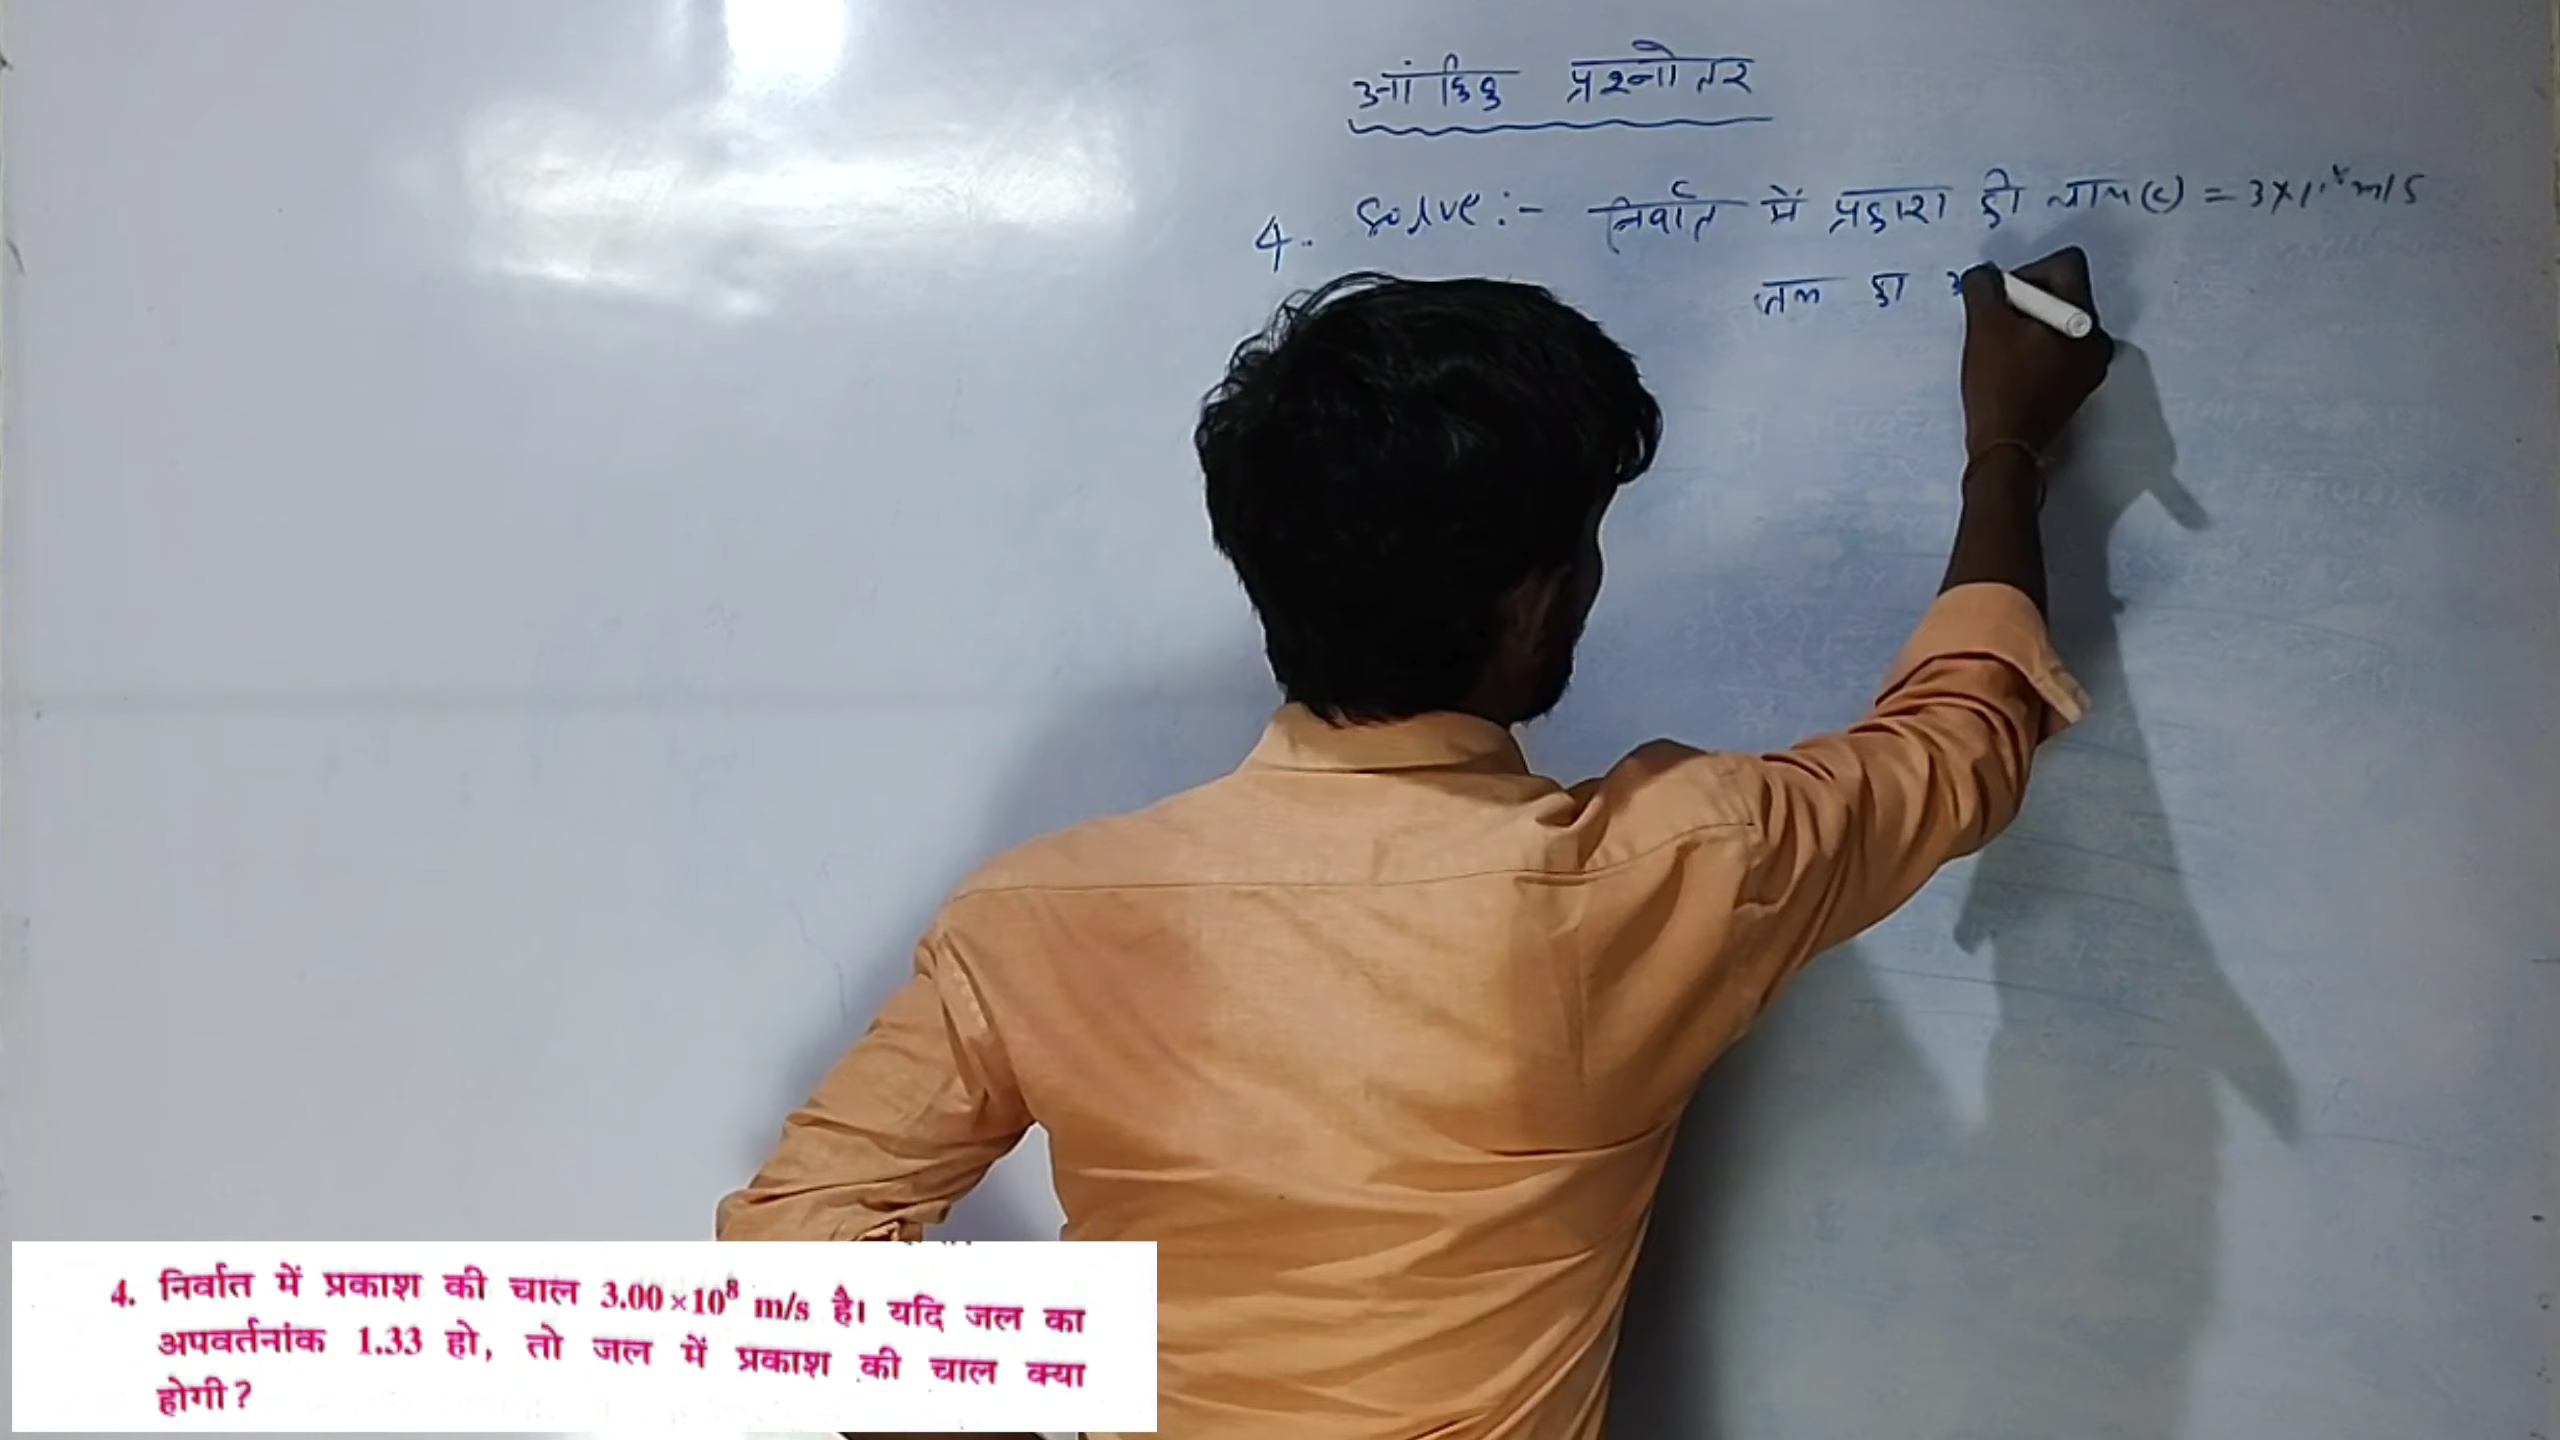 आंकिक प्रश्नोतर
4. Solve :- निर्वात में प्रकाश की चाल (c) = 3×10⁸ m/s
जल का
4. निर्वात में प्रकाश की चाल 3.00×10⁸ m/s है। यदि जल का
अपवर्तनांक 1.33 हो, तो जल में प्रकाश की चाल क्या
होगी?